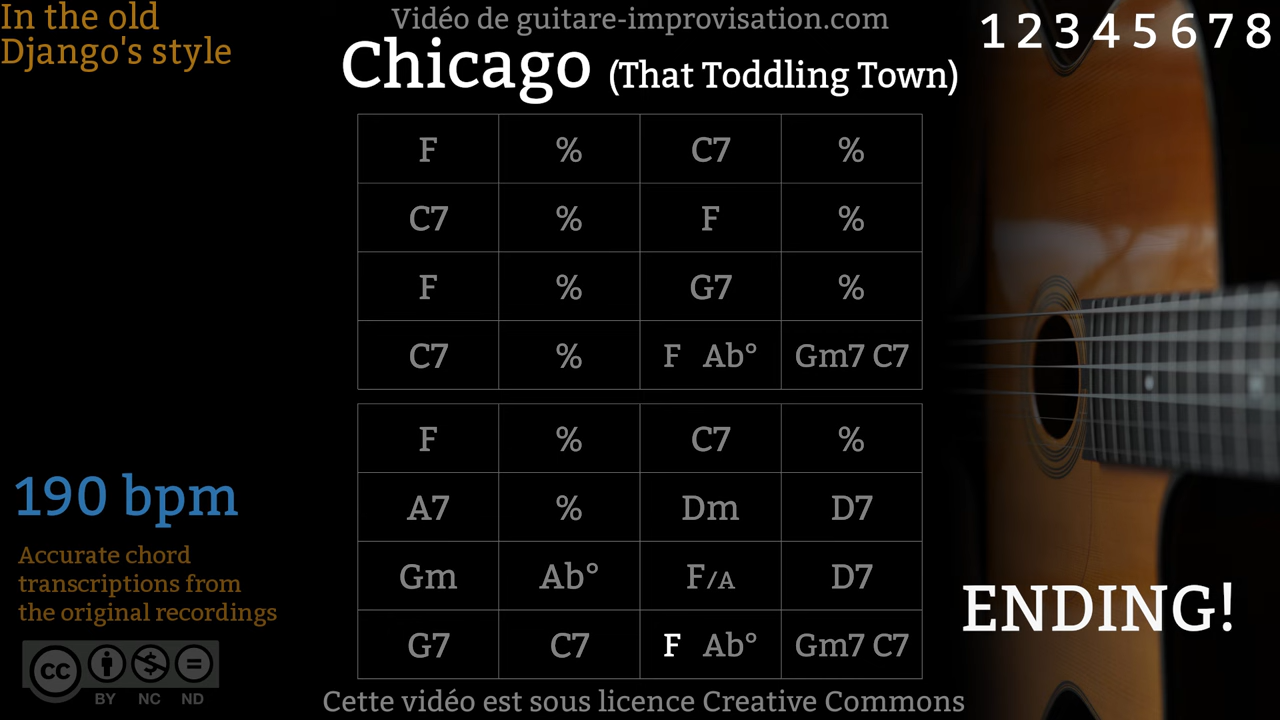 In the old
Django's style
Vidéo de guitare-improvisation.com
1 2 3 4 5 6 7 8
Chicago (That Toddling Town)
F % C7 %
C7 % F %
F % G7 %
C7 % F Ab° Gm7 C7
F % C7 %
A7 % Dm D7
Gm Ab° F/A D7
G7 C7 F Ab° Gm7 C7
190 bpm
Accurate chord
transcriptions from
the original recordings
ENDING!
cc BY NC ND
Cette vidéo est sous licence Creative Commons